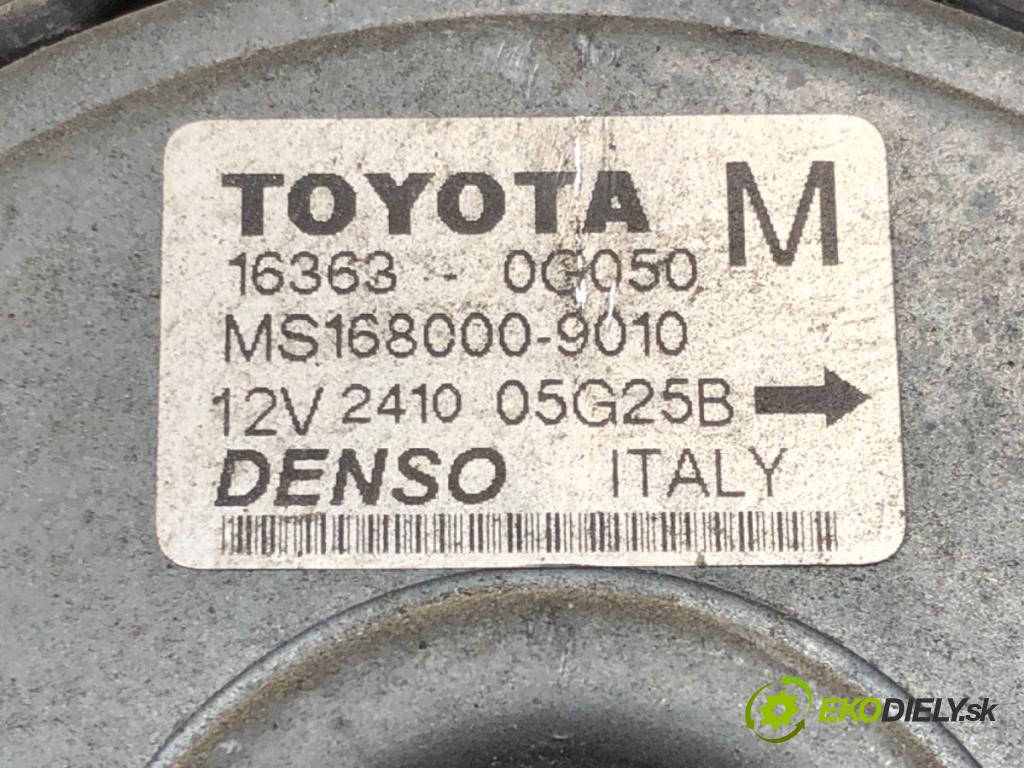 TOYOTA M
16363 - 0G050
MS168000-9010
12V 2410 05G25B
DENSO ITALY
EKODIELY.sk